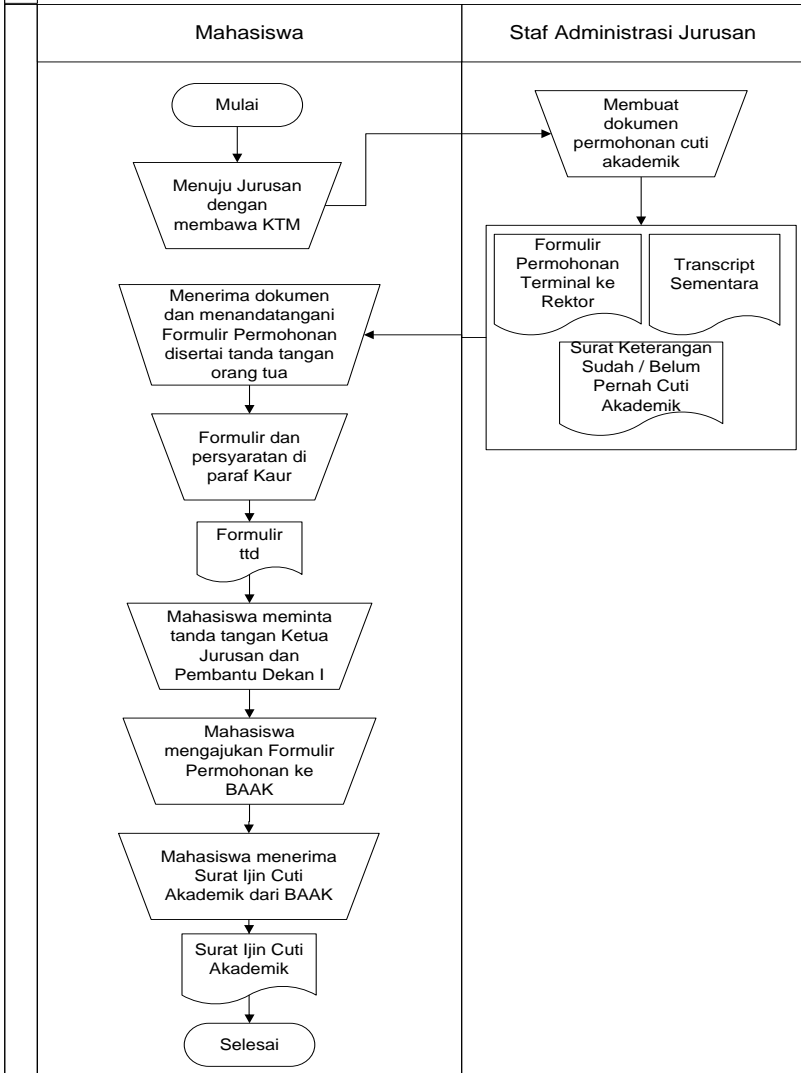 Mahasiswa
Staf Administrasi Jurusan
Mulai
Menuju Jurusan
dengan
membawa KTM
Membuat
dokumen
permohonan cuti
akademik
Formulir
Permohonan
Terminal ke
Rektor
Transcript
Sementara
Surat Keterangan
Sudah / Belum
Pernah Cuti
Akademik
Menerima dokumen
dan menandatangani
Formulir Permohonan
disertai tanda tangan
orang tua
Formulir dan
persyaratan di
paraf Kaur
Formulir
ttd
Mahasiswa meminta
tanda tangan Ketua
Jurusan dan
Pembantu Dekan I
Mahasiswa
mengajukan Formulir
Permohonan ke
BAAK
Mahasiswa menerima
Surat Ijin Cuti
Akademik dari BAAK
Surat Ijin Cuti
Akademik
Selesai